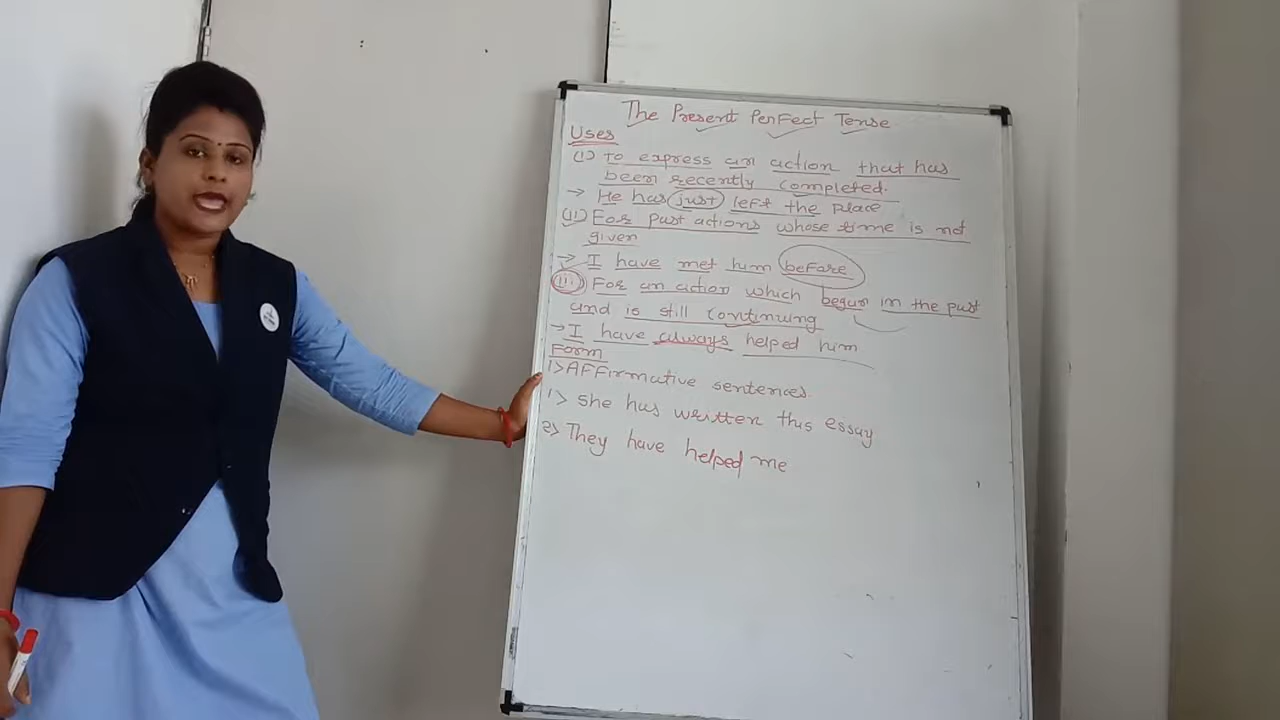 The Present Perfect Tense
Uses
(i) To express an action that has
been recently completed.
→ He has just left the place
(ii) For past actions whose time is not
given
→ I have met him before
(iii) For an action which begun in the past
and is still continuing
→ I have always helped him
Form
1> Affirmative sentences.
1> She has written this essay
2> They have helped me